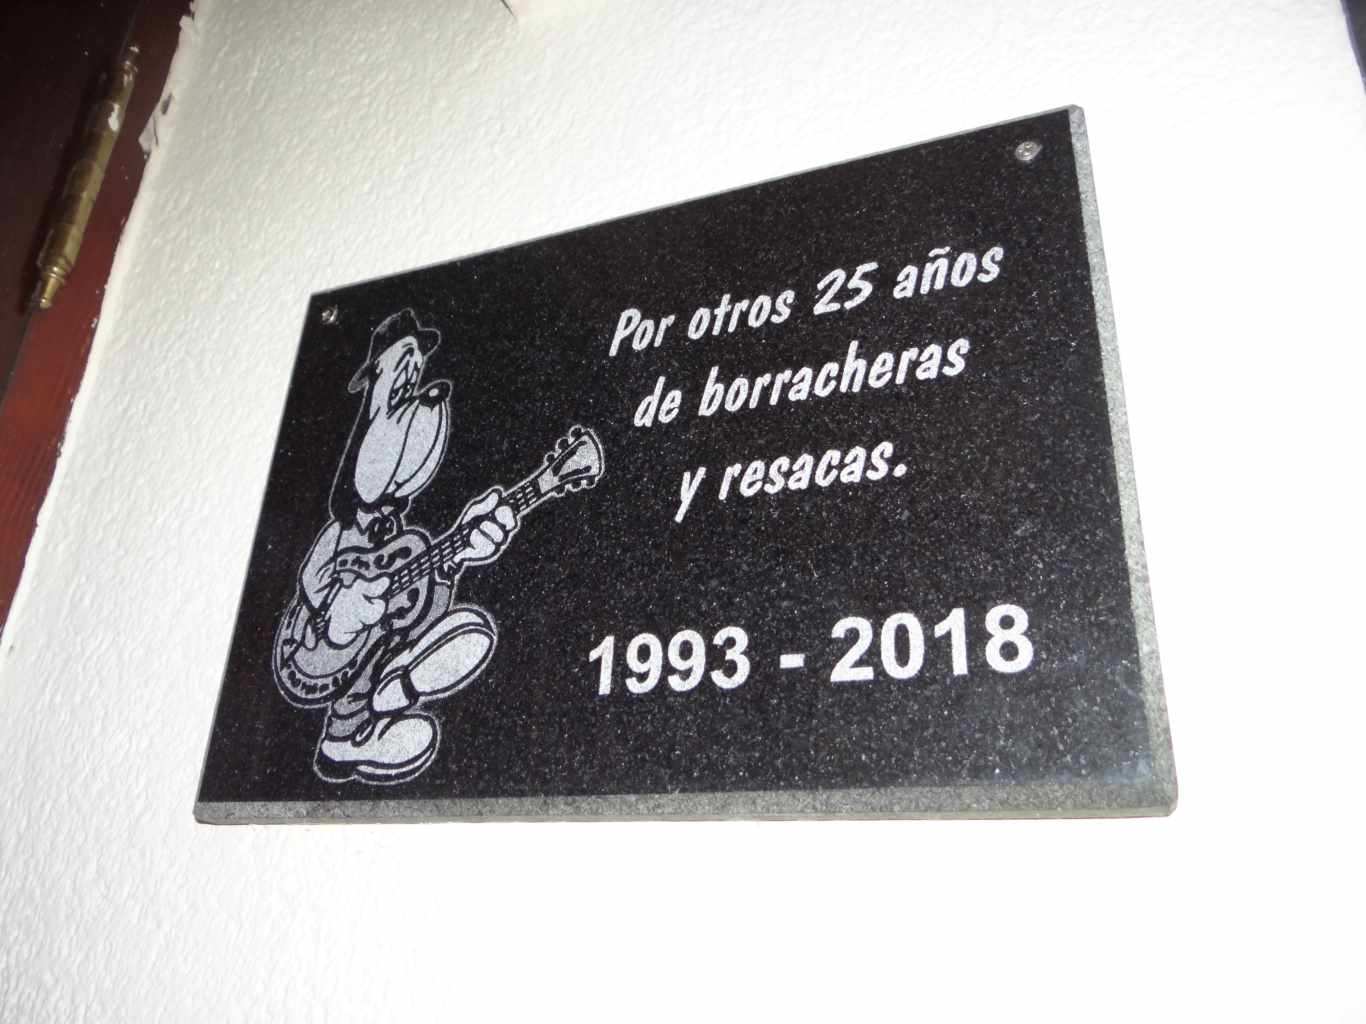 Por otros 25 años
de borracheras
y resacas.
1993 - 2018